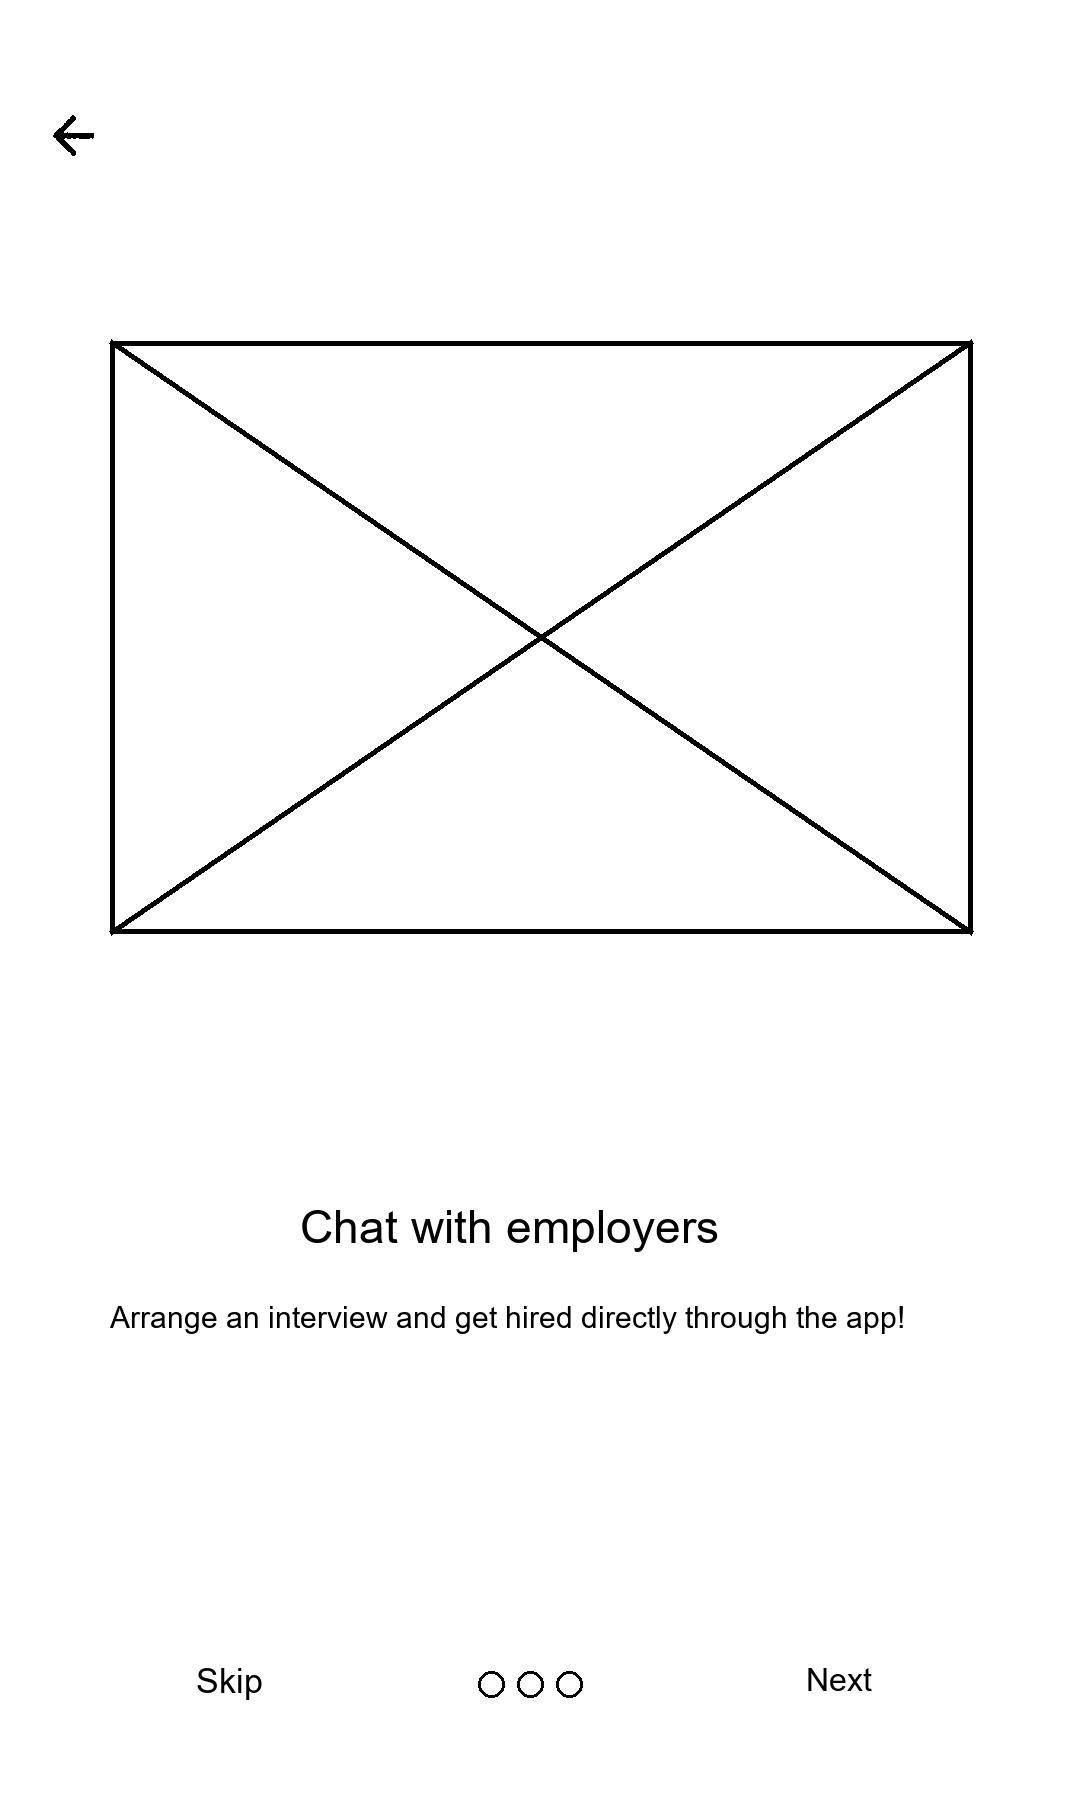 Chat with employers
Arrange an interview and get hired directly through the app!
Skip
Next